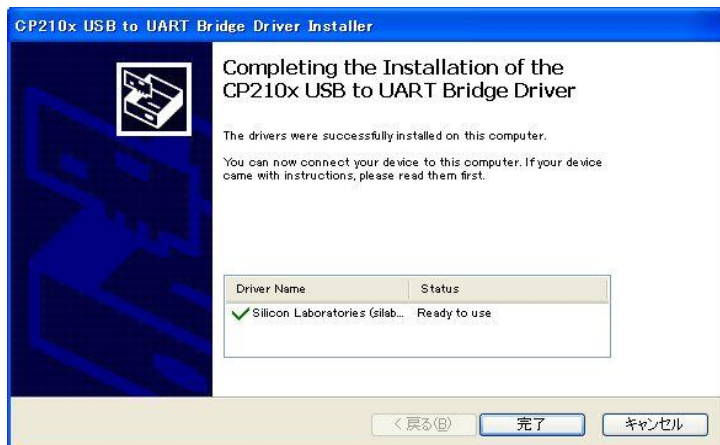 CP210x USB to UART Bridge Driver Installer
Completing the Installation of the
CP210x USB to UART Bridge Driver
The drivers were successfully installed on this computer.
You can now connect your device to this computer. If your device
came with instructions, please read them first.
Driver Name Status
Silicon Laboratories (silab... Ready to use
< 戻る(B) 完了 キャンセル